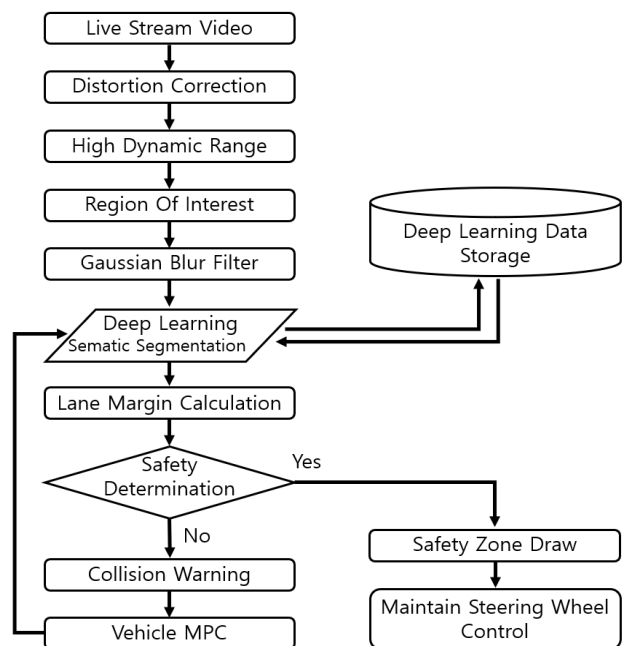 Live Stream Video
Distortion Correction
High Dynamic Range
Region Of Interest
Gaussian Blur Filter
Deep Learning Data
Storage
Deep Learning
Sematic Segmentation
Lane Margin Calculation
Safety
Determination
Yes
No
Safety Zone Draw
Collision Warning
Maintain Steering Wheel
Control
Vehicle MPC